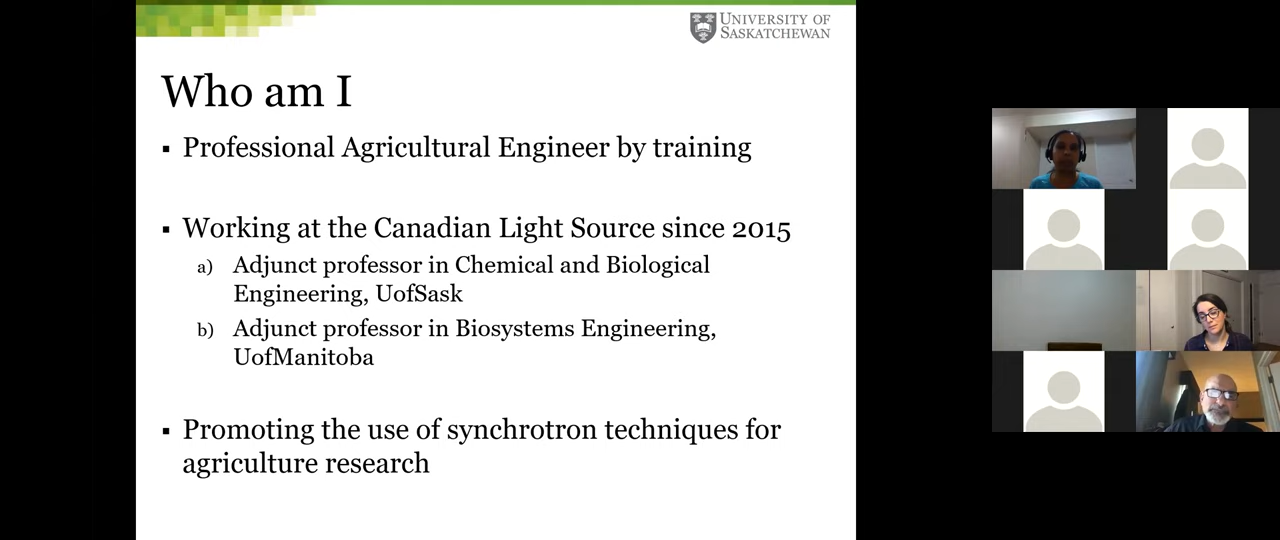 UNIVERSITY OF
SASKATCHEWAN
Who am I
▪ Professional Agricultural Engineer by training
▪ Working at the Canadian Light Source since 2015
a) Adjunct professor in Chemical and Biological
Engineering, UofSask
b) Adjunct professor in Biosystems Engineering,
UofManitoba
▪ Promoting the use of synchrotron techniques for
agriculture research